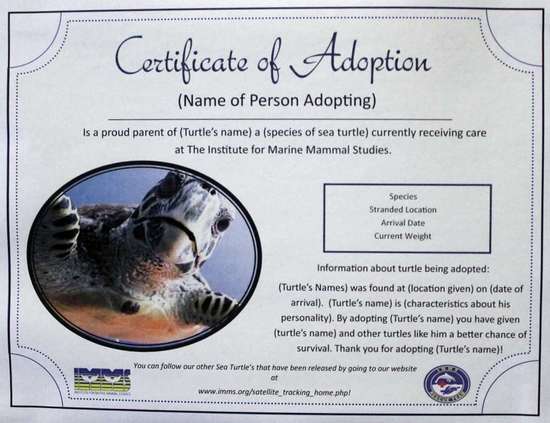 Certificate of Adoption
(Name of Person Adopting)
Is a proud parent of (Turtle's name) a (species of sea turtle) currently receiving care
at The Institute for Marine Mammal Studies.
Species
Stranded Location
Arrival Date
Current Weight
Information about turtle being adopted:
(Turtle's Names) was found at (location given) on (date of
arrival). (Turtle's name) is (characteristics about his
personality). By adopting (Turtle's name) you have given
(turtle's name) and other turtles like him a better chance of
survival. Thank you for adopting (Turtle's name)!
You can follow our other Sea Turtle's that have been released by going to our website
at
www.imms.org/satellite_tracking_home.php!
IMMS
INSTITUTE FOR MARINE MAMMAL STUDIES